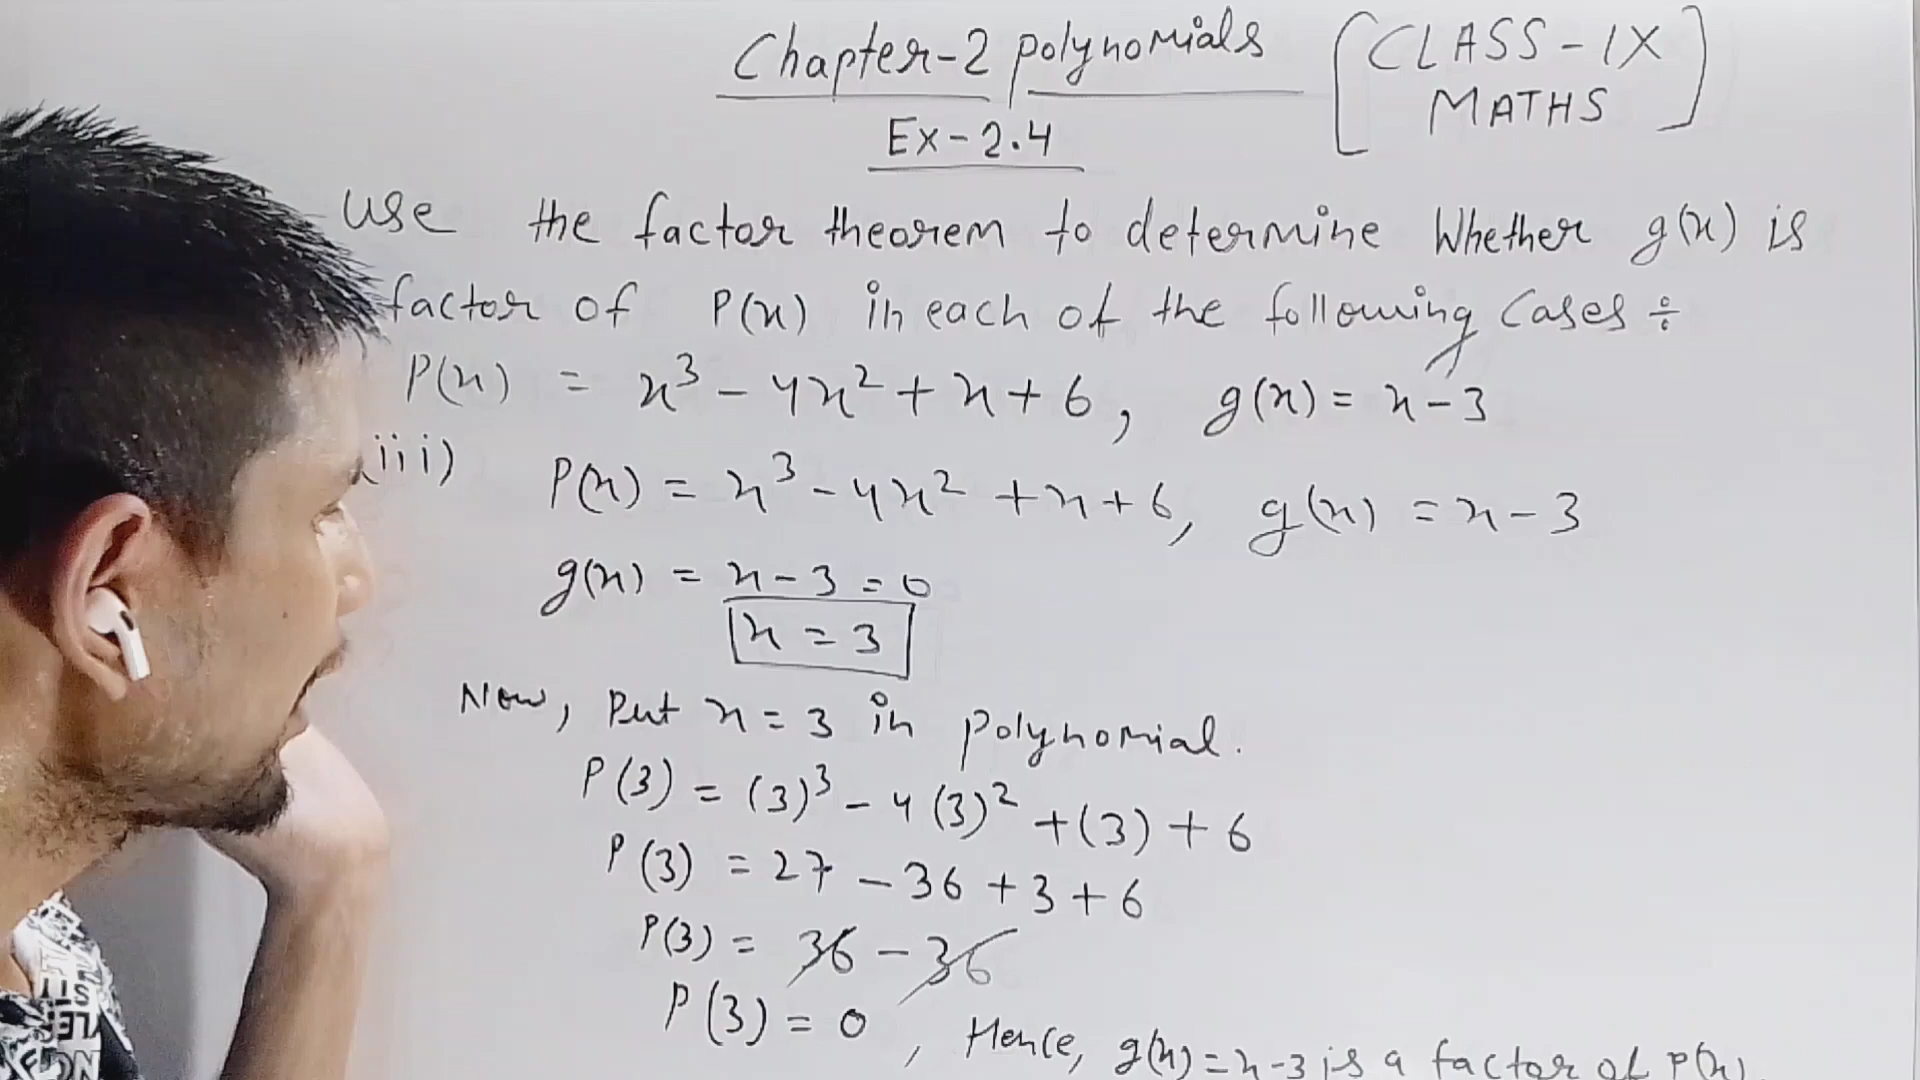 Chapter-2 polynomials [CLASS-IX MATHS]
Ex-2.4
Use the factor theorem to determine Whether g(x) is
factor of P(x) in each of the following Cases ÷
P(x) = x³ - 4x² + x + 6, g(x) = x-3
(iii) P(x) = x³ - 4x² + x + 6, g(x) = x - 3
g(x) = x - 3 = 0
x = 3
Now, Put x = 3 in polynomial.
P(3) = (3)³ - 4(3)² + (3) + 6
P(3) = 27 - 36 + 3 + 6
P(3) = 36 - 36
P(3) = 0, Hence, g(x) = x-3 is a factor of P(x).